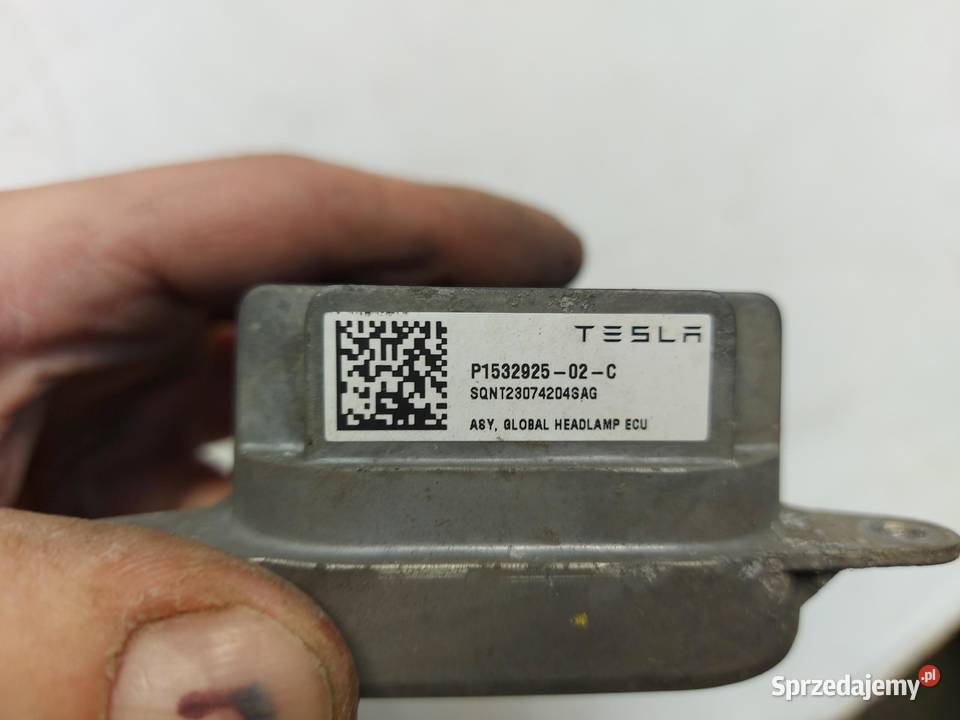 TESLA
P1532925-02-C
SQNT23074204SAG
ASY, GLOBAL HEADLAMP ECU
Sprzedajemy.pl